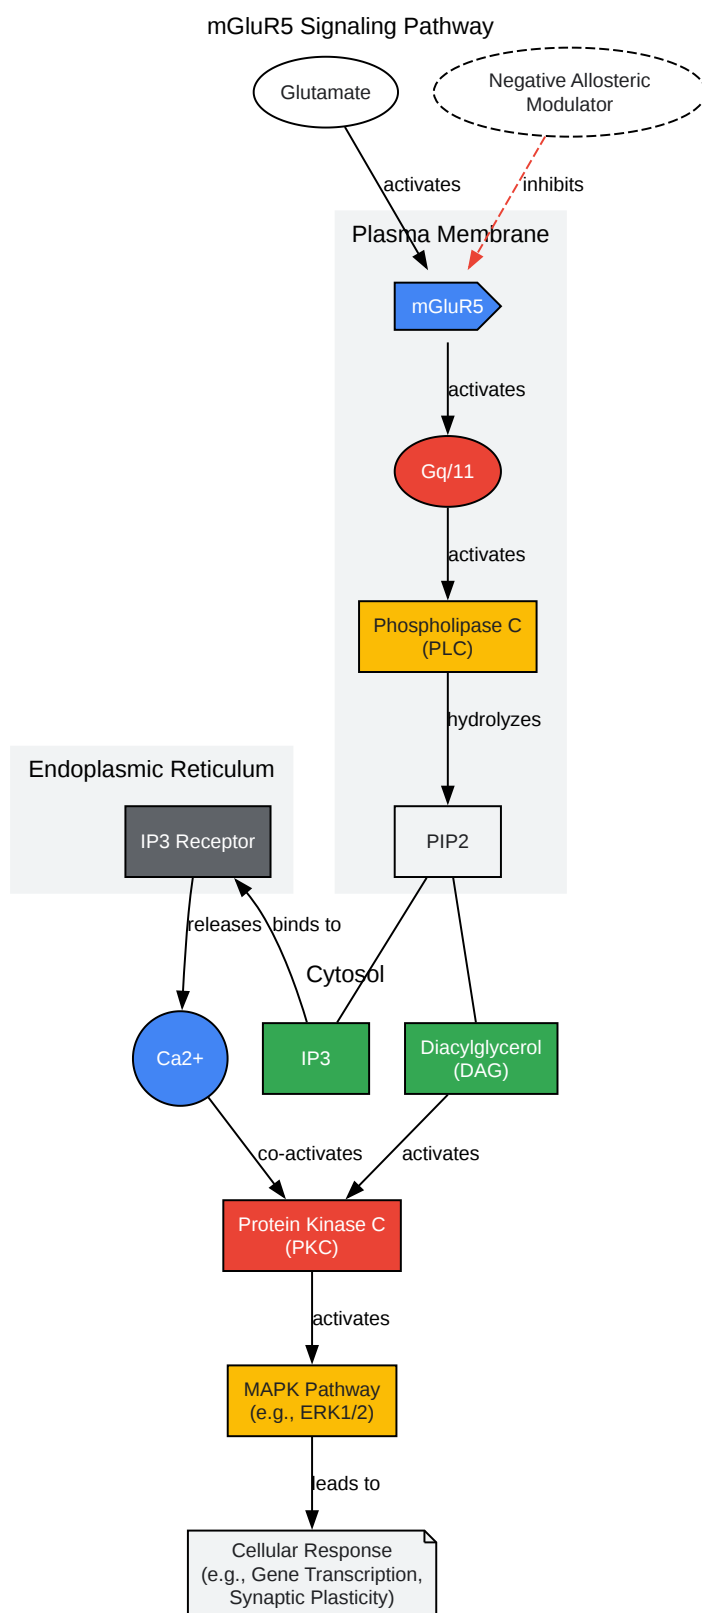 mGluR5 Signaling Pathway
Glutamate
Negative Allosteric
Modulator
activates
inhibits
Plasma Membrane
mGluR5
activates
Gq/11
activates
Phospholipase C
(PLC)
hydrolyzes
Endoplasmic Reticulum
IP3 Receptor
PIP2
releases
binds to
Cytosol
Ca2+
IP3
Diacylglycerol
(DAG)
co-activates
activates
Protein Kinase C
(PKC)
activates
MAPK Pathway
(e.g., ERK1/2)
leads to
Cellular Response
(e.g., Gene Transcription,
Synaptic Plasticity)